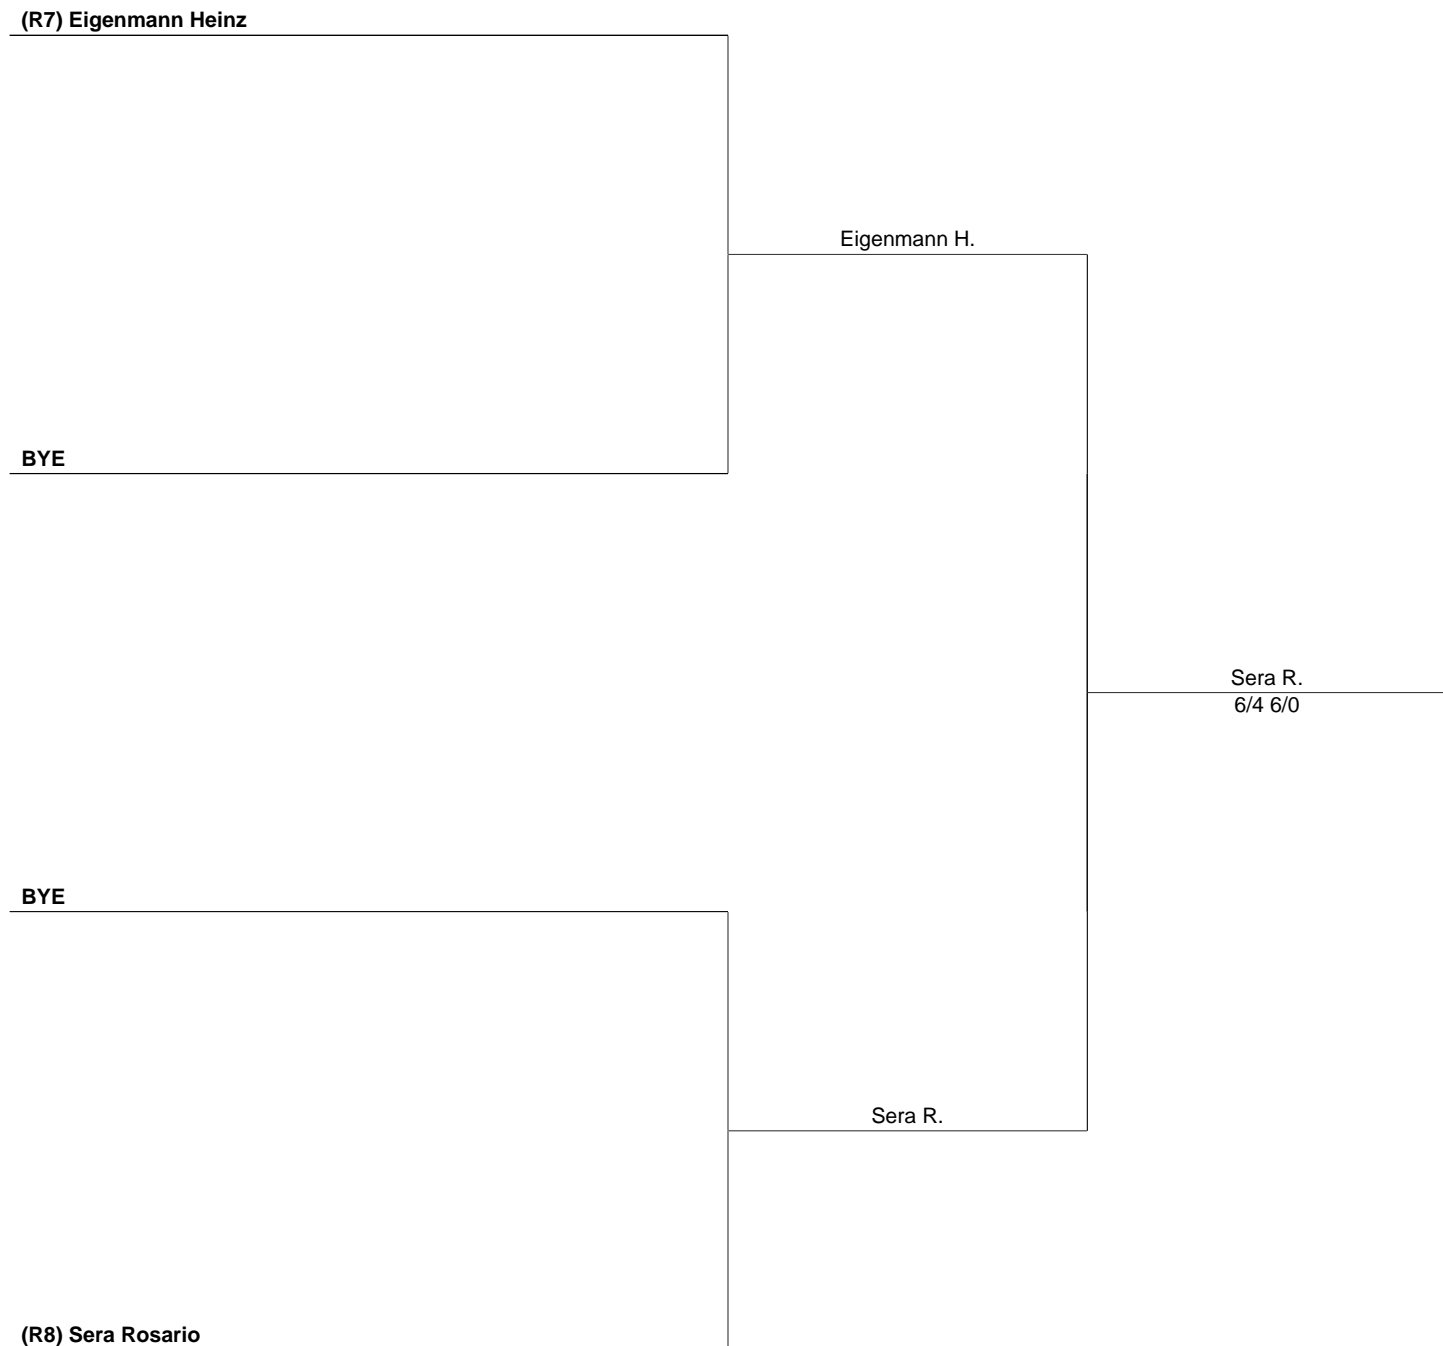 (R7) Eigenmann Heinz
Eigenmann H.
BYE
Sera R.
6/4 6/0
BYE
Sera R.
(R8) Sera Rosario